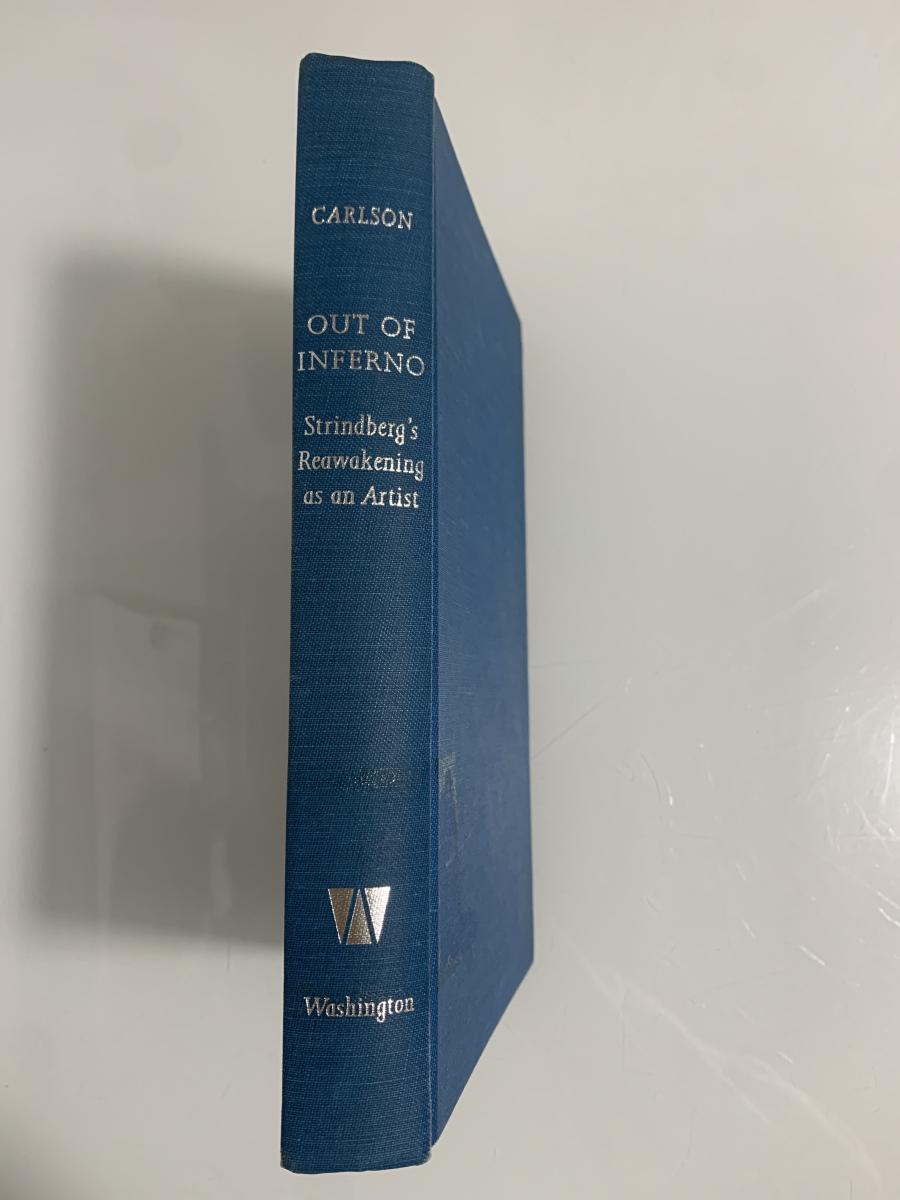 CARLSON
OUT OF
INFERNO
Strindberg's
Reawakening
as an Artist
W
Washington